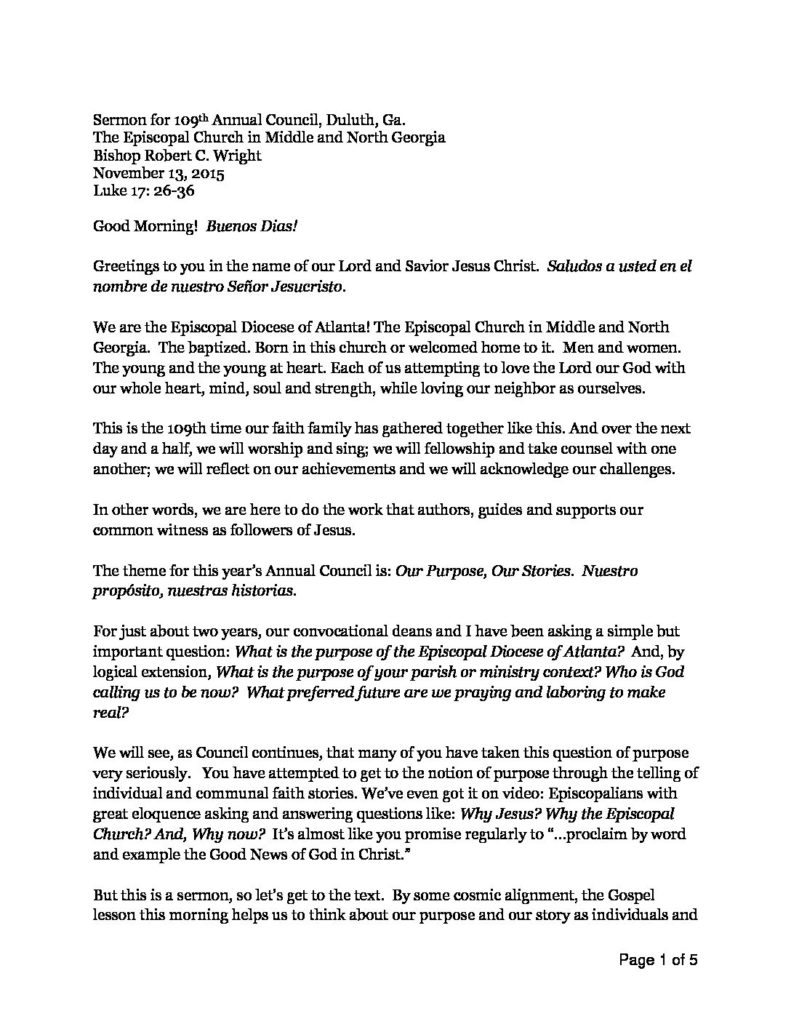 Sermon for 109th Annual Council, Duluth, Ga.
The Episcopal Church in Middle and North Georgia
Bishop Robert C. Wright
November 13, 2015
Luke 17: 26-36
Good Morning!  Buenos Dias!
Greetings to you in the name of our Lord and Savior Jesus Christ.  Saludos a usted en el
nombre de nuestro Señor Jesucristo.
We are the Episcopal Diocese of Atlanta! The Episcopal Church in Middle and North
Georgia.  The baptized. Born in this church or welcomed home to it.  Men and women.
The young and the young at heart. Each of us attempting to love the Lord our God with
our whole heart, mind, soul and strength, while loving our neighbor as ourselves.
This is the 109th time our faith family has gathered together like this. And over the next
day and a half, we will worship and sing; we will fellowship and take counsel with one
another; we will reflect on our achievements and we will acknowledge our challenges.
In other words, we are here to do the work that authors, guides and supports our
common witness as followers of Jesus.
The theme for this year's Annual Council is: Our Purpose, Our Stories.  Nuestro
propósito, nuestras historias.
For just about two years, our convocational deans and I have been asking a simple but
important question: What is the purpose of the Episcopal Diocese of Atlanta?  And, by
logical extension, What is the purpose of your parish or ministry context? Who is God
calling us to be now?  What preferred future are we praying and laboring to make
real?
We will see, as Council continues, that many of you have taken this question of purpose
very seriously.   You have attempted to get to the notion of purpose through the telling of
individual and communal faith stories. We've even got it on video: Episcopalians with
great eloquence asking and answering questions like: Why Jesus? Why the Episcopal
Church? And, Why now?  It's almost like you promise regularly to "...proclaim by word
and example the Good News of God in Christ."
But this is a sermon, so let's get to the text.  By some cosmic alignment, the Gospel
lesson this morning helps us to think about our purpose and our story as individuals and
Page 1 of 5